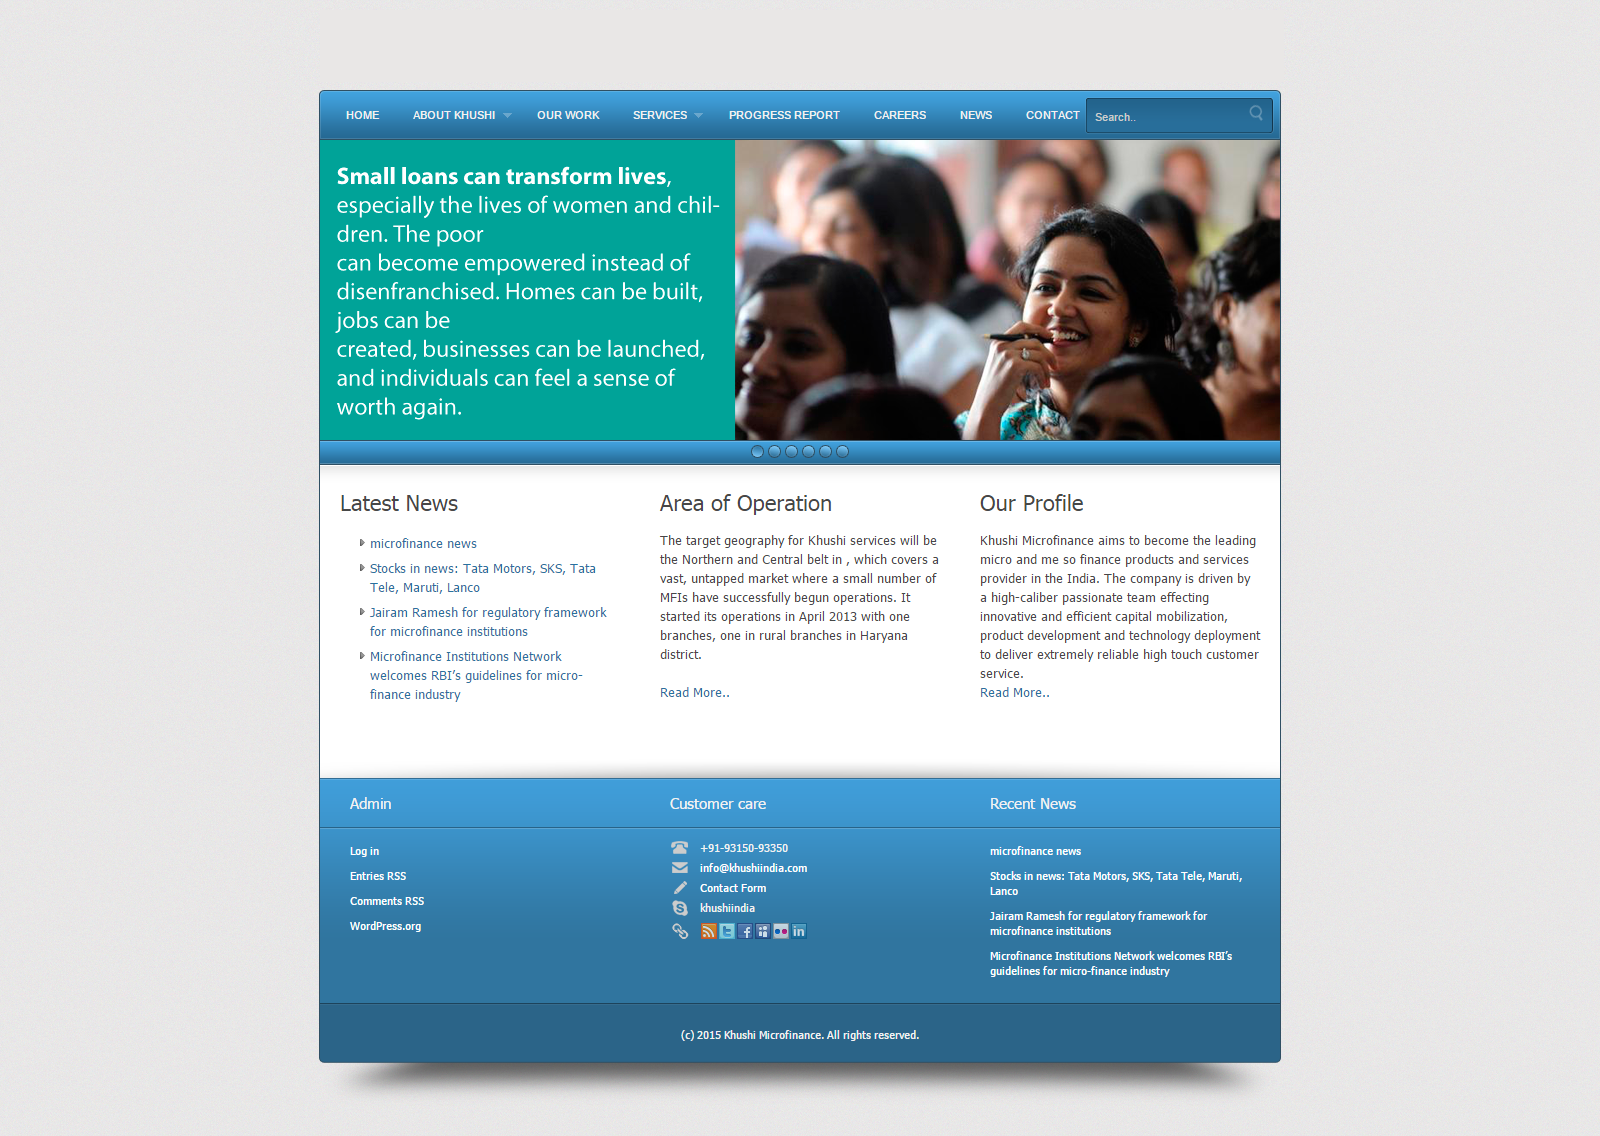 HOME ABOUT KHUSHI OUR WORK SERVICES PROGRESS REPORT CAREERS NEWS CONTACT Search..
Small loans can transform lives,
especially the lives of women and chil-
dren. The poor
can become empowered instead of
disenfranchised. Homes can be built,
jobs can be
created, businesses can be launched,
and individuals can feel a sense of
worth again.
Latest News
microfinance news
Stocks in news: Tata Motors, SKS, Tata
Tele, Maruti, Lanco
Jairam Ramesh for regulatory framework
for microfinance institutions
Microfinance Institutions Network
welcomes RBI’s guidelines for micro-
finance industry
Area of Operation
The target geography for Khushi services will be
the Northern and Central belt in , which covers a
vast, untapped market where a small number of
MFIs have successfully begun operations. It
started its operations in April 2013 with one
branches, one in rural branches in Haryana
district.
Read More..
Our Profile
Khushi Microfinance aims to become the leading
micro and me so finance products and services
provider in the India. The company is driven by
a high-caliber passionate team effecting
innovative and efficient capital mobilization,
product development and technology deployment
to deliver extremely reliable high touch customer
service.
Read More..
Admin
Log in
Entries RSS
Comments RSS
WordPress.org
Customer care
+91-93150-93350
info@khushiindia.com
Contact Form
khushiindia
Recent News
microfinance news
Stocks in news: Tata Motors, SKS, Tata Tele, Maruti,
Lanco
Jairam Ramesh for regulatory framework for
microfinance institutions
Microfinance Institutions Network welcomes RBI’s
guidelines for micro-finance industry
(c) 2015 Khushi Microfinance. All rights reserved.